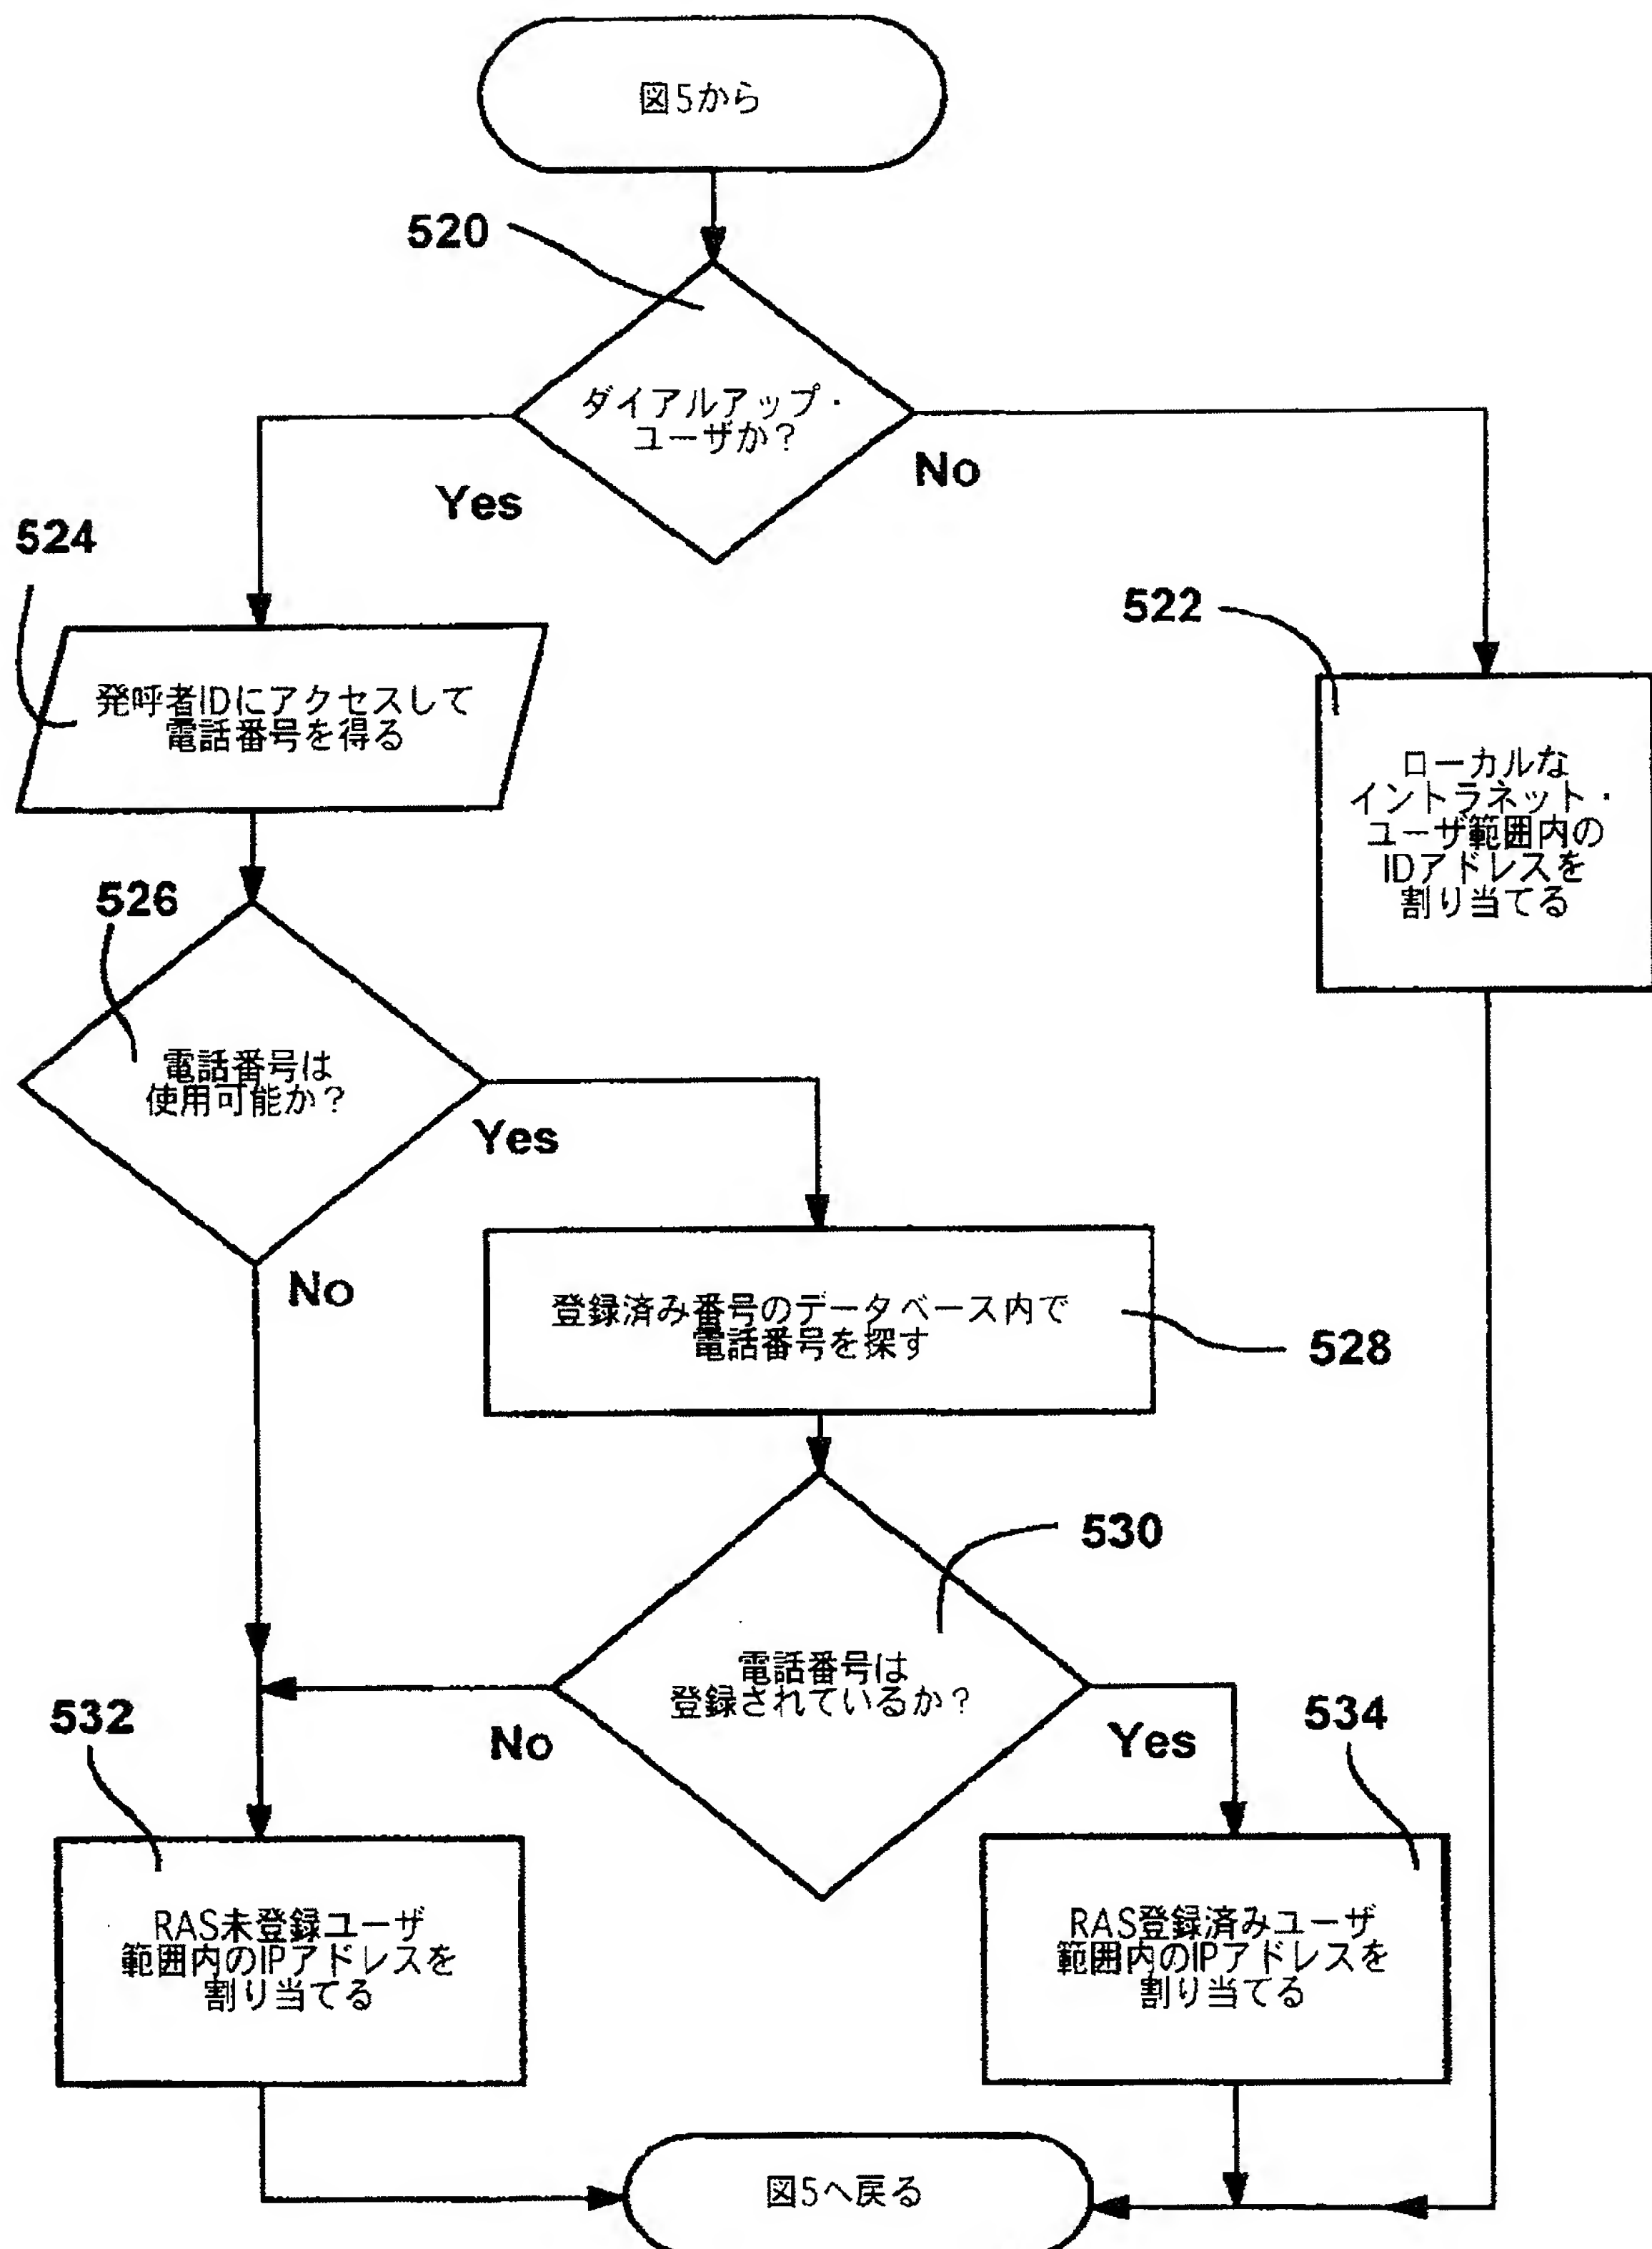 図5から
520
ダイアルアップ・
ユーザか?
Yes
No
524
発呼者IDにアクセスして
電話番号を得る
522
ローカルな
イントラネット・
ユーザ範囲内の
IDアドレスを
割り当てる
526
電話番号は
使用可能か?
Yes
No
登録済み番号のデータベース内で
電話番号を探す
528
530
電話番号は
登録されているか?
No
Yes
532
RAS未登録ユーザ
範囲内のIPアドレスを
割り当てる
534
RAS登録済みユーザ
範囲内のIPアドレスを
割り当てる
図5へ戻る